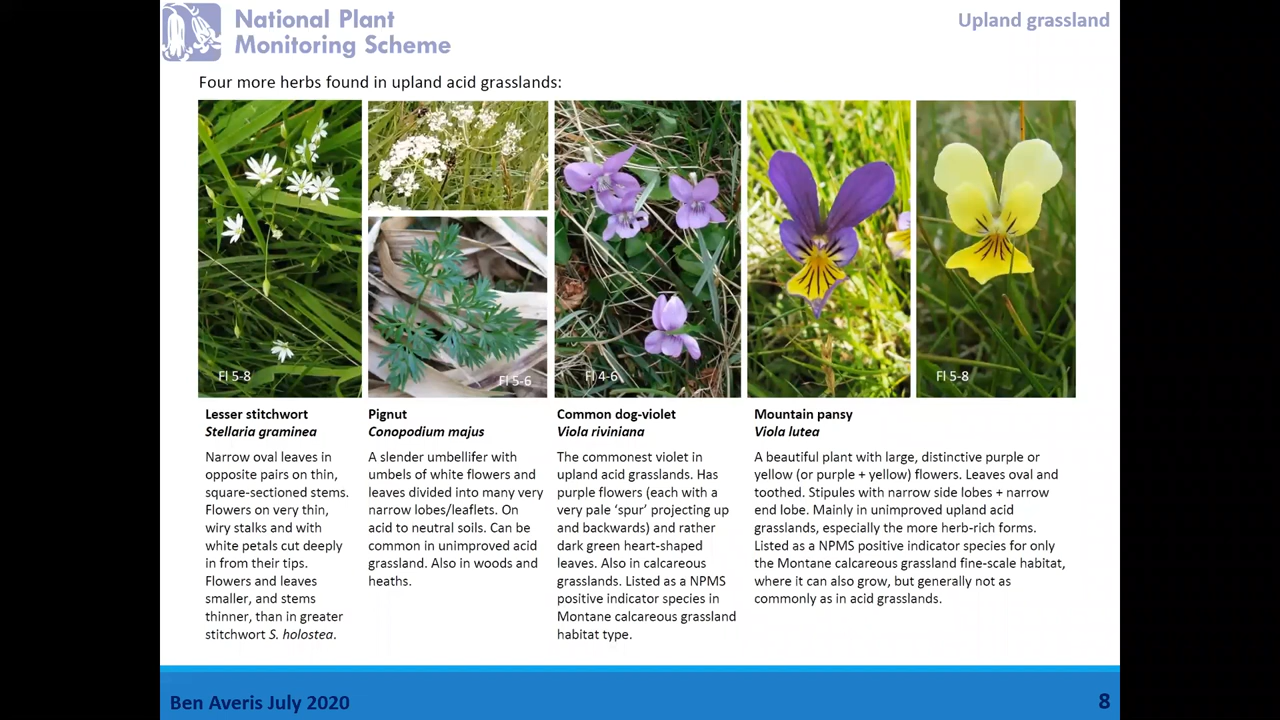 National Plant
Monitoring Scheme
Upland grassland
Four more herbs found in upland acid grasslands:
Fl 5-8
Fl 5-6
Fl 4-6
Fl 5-8
Lesser stitchwort
Stellaria graminea
Narrow oval leaves in
opposite pairs on thin,
square-sectioned stems.
Flowers on very thin,
wiry stalks and with
white petals cut deeply
in from their tips.
Flowers and leaves
smaller, and stems
thinner, than in greater
stitchwort S. holostea.
Pignut
Conopodium majus
A slender umbellifer with
umbels of white flowers and
leaves divided into many very
narrow lobes/leaflets. On
acid to neutral soils. Can be
common in unimproved acid
grassland. Also in woods and
heaths.
Common dog-violet
Viola riviniana
The commonest violet in
upland acid grasslands. Has
purple flowers (each with a
very pale ‘spur’ projecting up
and backwards) and rather
dark green heart-shaped
leaves. Also in calcareous
grasslands. Listed as a NPMS
positive indicator species in
Montane calcareous grassland
habitat type.
Mountain pansy
Viola lutea
A beautiful plant with large, distinctive purple or
yellow (or purple + yellow) flowers. Leaves oval and
toothed. Stipules with narrow side lobes + narrow
end lobe. Mainly in unimproved upland acid
grasslands, especially the more herb-rich forms.
Listed as a NPMS positive indicator species for only
the Montane calcareous grassland fine-scale habitat,
where it can also grow, but generally not as
commonly as in acid grasslands.
Ben Averis July 2020
8